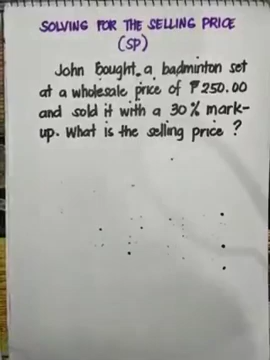 SOLVING FOR THE SELLING PRICE
(SP)
John Bought a badminton set
at a wholesale price of ₱250.00
and sold it with a 30% mark-
up. What is the selling price ?